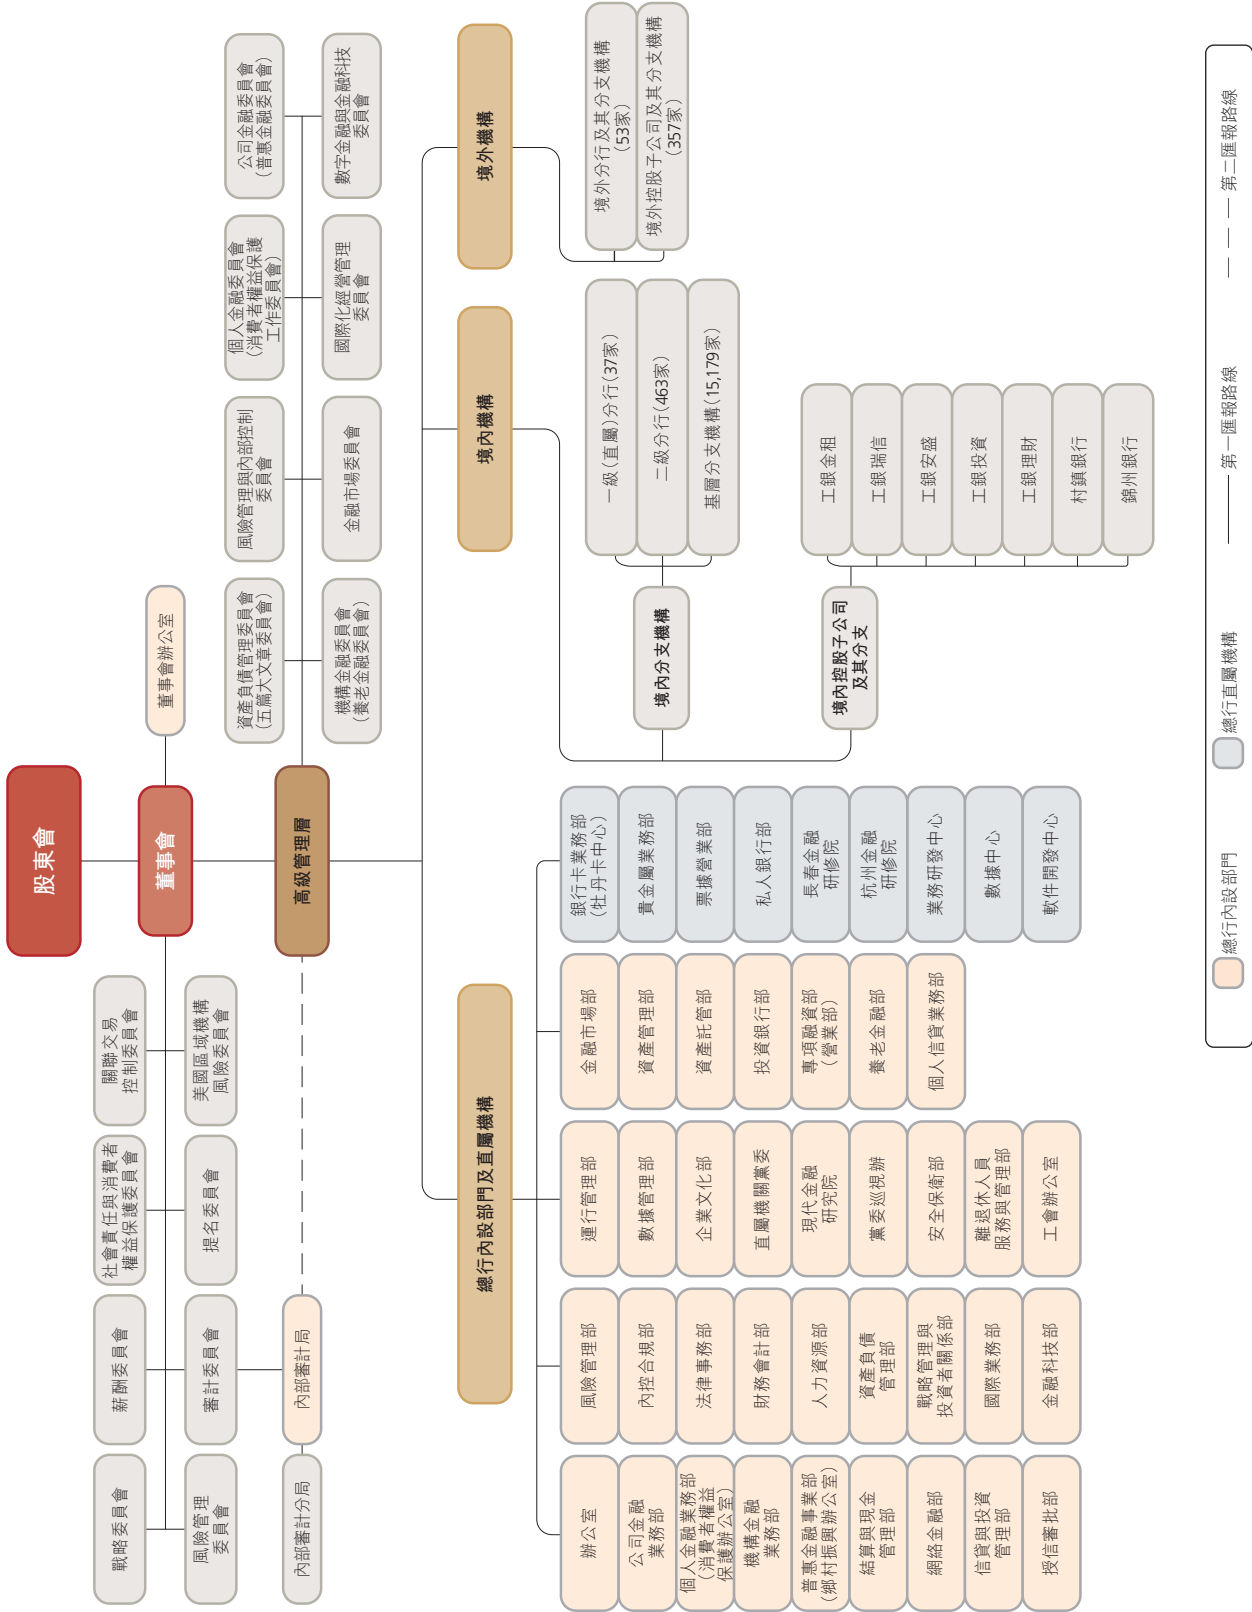 股東會
董事會
董事會辦公室
戰略委員會
薪酬委員會
社會責任與消費者
權益保護委員會
關聯交易
控制委員會
風險管理
委員會
審計委員會
提名委員會
美國區域機構
風險委員會
內部審計分局
內部審計局
高級管理層
資產負債管理委員會
(五篇大文章委員會)
風險管理與內部控制
委員會
個人金融委員會
(消費者權益保護
工作委員會)
公司金融委員會
(普惠金融委員會)
機構金融委員會
(養老金融委員會)
金融市場委員會
國際化經營管理
委員會
數字金融與金融科技
委員會
總行內設部門及直屬機構
境內機構
境外機構
辦公室
公司金融
業務部
個人金融業務部
(消費者權益
保護辦公室)
機構金融
業務部
普惠金融事業部
(鄉村振興辦公室)
結算與現金
管理部
網絡金融部
信貸與投資
管理部
授信審批部
風險管理部
內控合規部
法律事務部
財務會計部
人力資源部
資產負債
管理部
戰略管理與
投資者關係部
國際業務部
金融科技部
運行管理部
數據管理部
企業文化部
直屬機關黨委
現代金融
研究院
黨委巡視辦
安全保衛部
離退休人員
服務與管理部
工會辦公室
金融市場部
資產管理部
資產託管部
投資銀行部
專項融資部
(營業部)
養老金融部
個人信貸業務部
銀行卡業務部
(牡丹卡中心)
貴金屬業務部
票據營業部
私人銀行部
長春金融
研修院
杭州金融
研修院
業務研發中心
數據中心
軟件開發中心
境內分支機構
一級(直屬)分行(37家)
二級分行(463家)
基層分支機構(15,179家)
境內控股子公司
及其分支
工銀金租
工銀瑞信
工銀安盛
工銀投資
工銀理財
村鎮銀行
錦州銀行
境外分行及其分支機構
(53家)
境外控股子公司及其分支機構
(357家)
總行內設部門
總行直屬機構
第一匯報路線
第二匯報路線